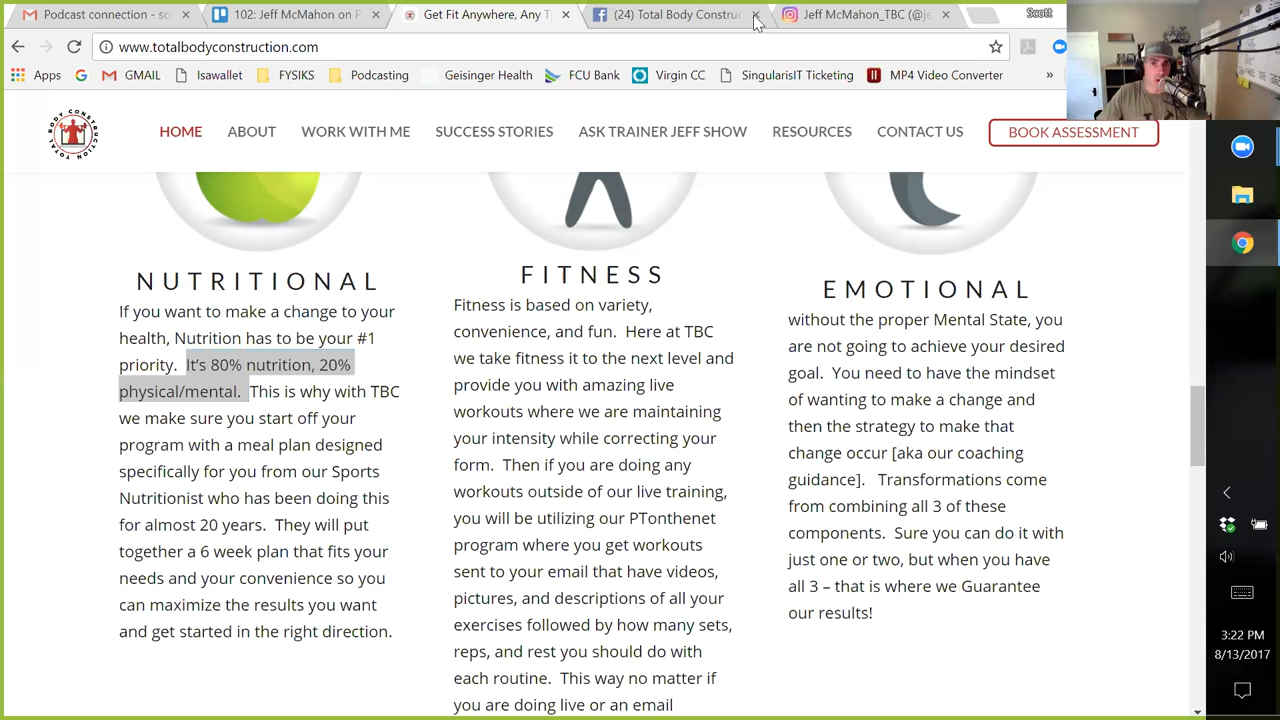 Podcast connection - sc
102: Jeff McMahon on P
Get Fit Anywhere, Any T
(24) Total Body Construc
Jeff McMahon_TBC (@je
Scott
www.totalbodyconstruction.com
Apps
GMAIL
Isawallet
FYSIKS
Podcasting
Geisinger Health
FCU Bank
Virgin CC
SingularisIT Ticketing
MP4 Video Converter
»
TOTAL BODY CONSTRUCTION
HOME
ABOUT
WORK WITH ME
SUCCESS STORIES
ASK TRAINER JEFF SHOW
RESOURCES
CONTACT US
BOOK ASSESSMENT
NUTRITIONAL
If you want to make a change to your
health, Nutrition has to be your #1
priority.  It's 80% nutrition, 20%
physical/mental.  This is why with TBC
we make sure you start off your
program with a meal plan designed
specifically for you from our Sports
Nutritionist who has been doing this
for almost 20 years.  They will put
together a 6 week plan that fits your
needs and your convenience so you
can maximize the results you want
and get started in the right direction.
FITNESS
Fitness is based on variety,
convenience, and fun.  Here at TBC
we take fitness it to the next level and
provide you with amazing live
workouts where we are maintaining
your intensity while correcting your
form.  Then if you are doing any
workouts outside of our live training,
you will be utilizing our PTonthenet
program where you get workouts
sent to your email that have videos,
pictures, and descriptions of all your
exercises followed by how many sets,
reps, and rest you should do with
each routine.  This way no matter if
you are doing live or an email
EMOTIONAL
without the proper Mental State, you
are not going to achieve your desired
goal.  You need to have the mindset
of wanting to make a change and
then the strategy to make that
change occur [aka our coaching
guidance].  Transformations come
from combining all 3 of these
components.  Sure you can do it with
just one or two, but when you have
all 3 – that is where we Guarantee
our results!
3:22 PM
8/13/2017